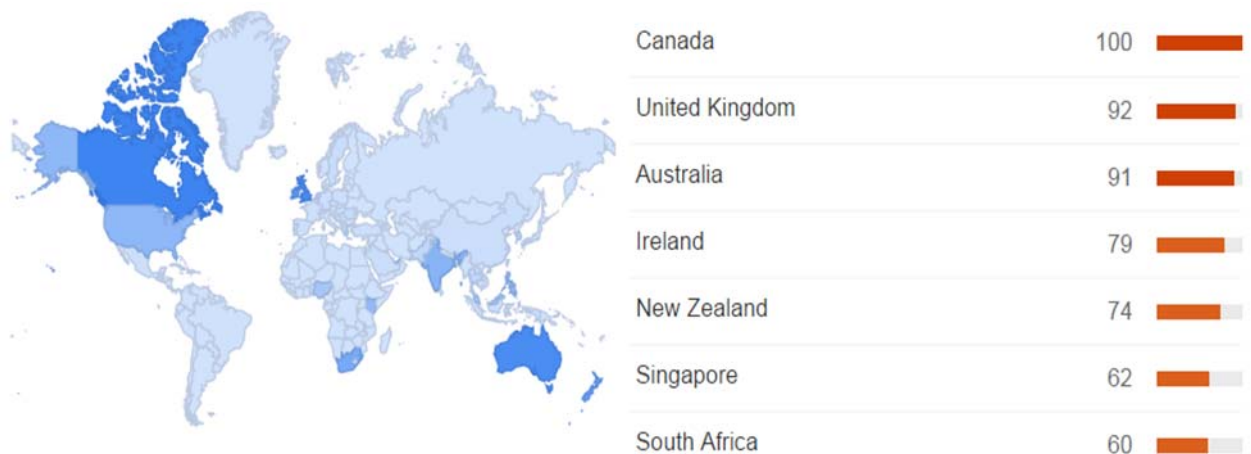 Canada 100
United Kingdom 92
Australia 91
Ireland 79
New Zealand 74
Singapore 62
South Africa 60